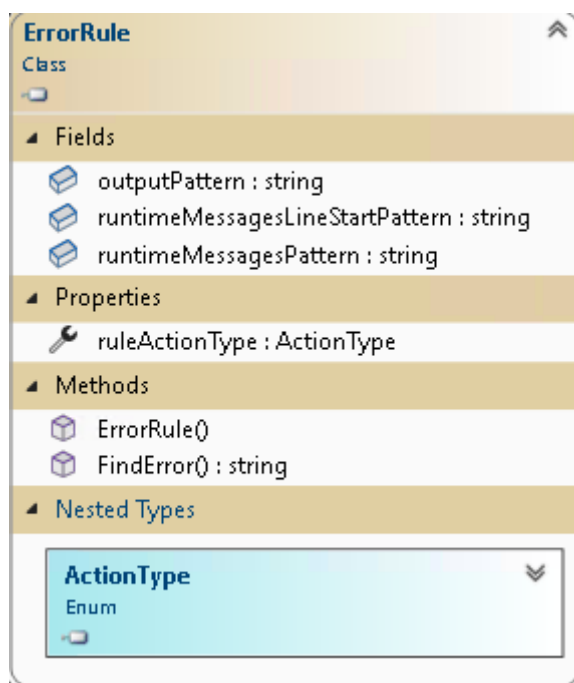 ErrorRule
Class
Fields
outputPattern : string
runtimeMessagesLineStartPattern : string
runtimeMessagesPattern : string
Properties
ruleActionType : ActionType
Methods
ErrorRule()
FindError() : string
Nested Types
ActionType
Enum